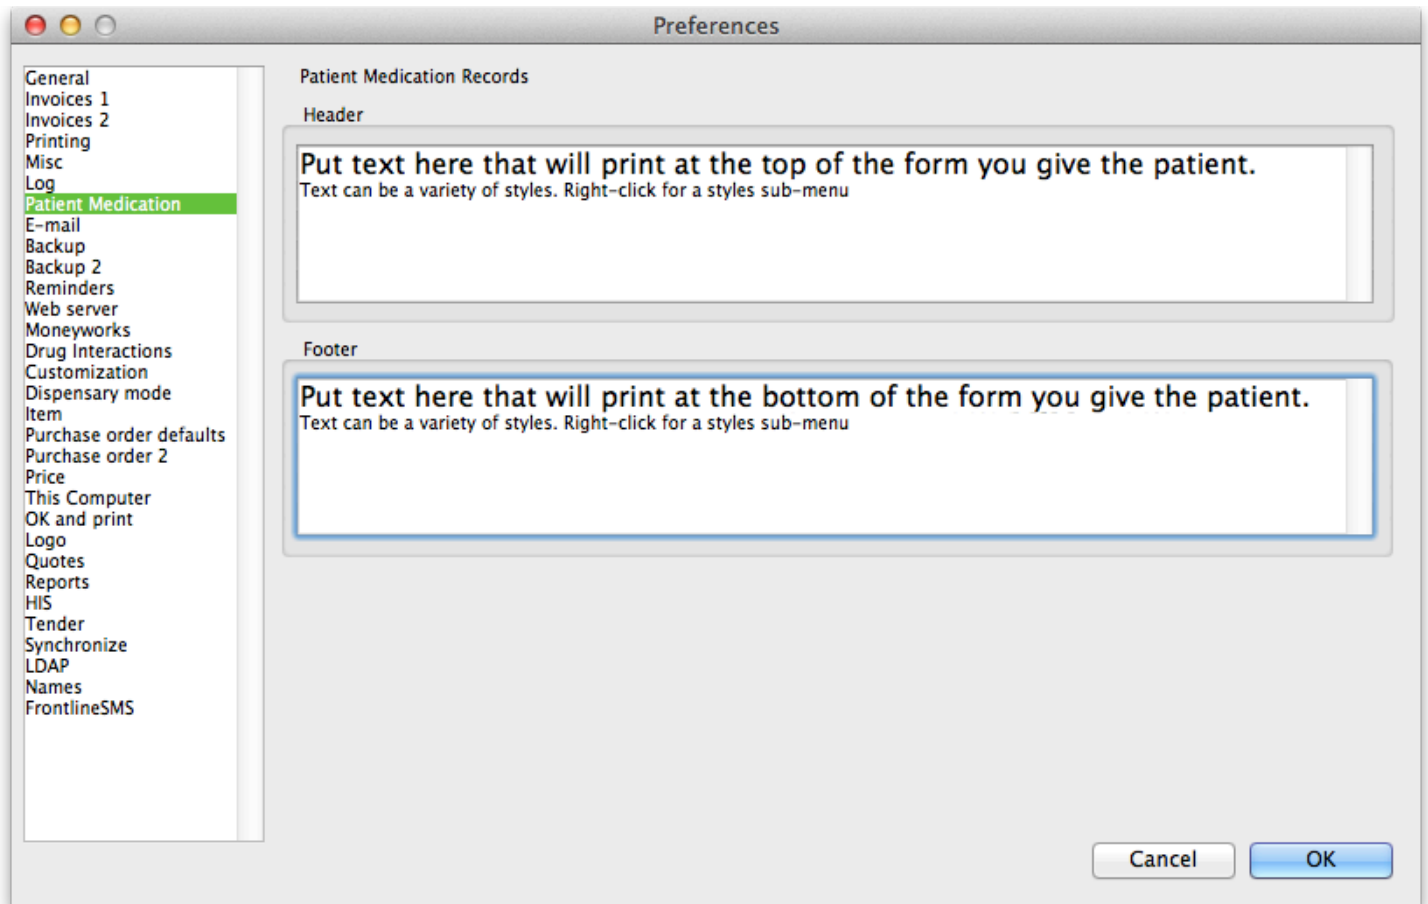 Preferences
General
Invoices 1
Invoices 2
Printing
Misc
Log
Patient Medication
E-mail
Backup
Backup 2
Reminders
Web server
Moneyworks
Drug Interactions
Customization
Dispensary mode
Item
Purchase order defaults
Purchase order 2
Price
This Computer
OK and print
Logo
Quotes
Reports
HIS
Tender
Synchronize
LDAP
Names
FrontlineSMS
Patient Medication Records
Header
Put text here that will print at the top of the form you give the patient.
Text can be a variety of styles. Right-click for a styles sub-menu
Footer
Put text here that will print at the bottom of the form you give the patient.
Text can be a variety of styles. Right-click for a styles sub-menu
Cancel
OK